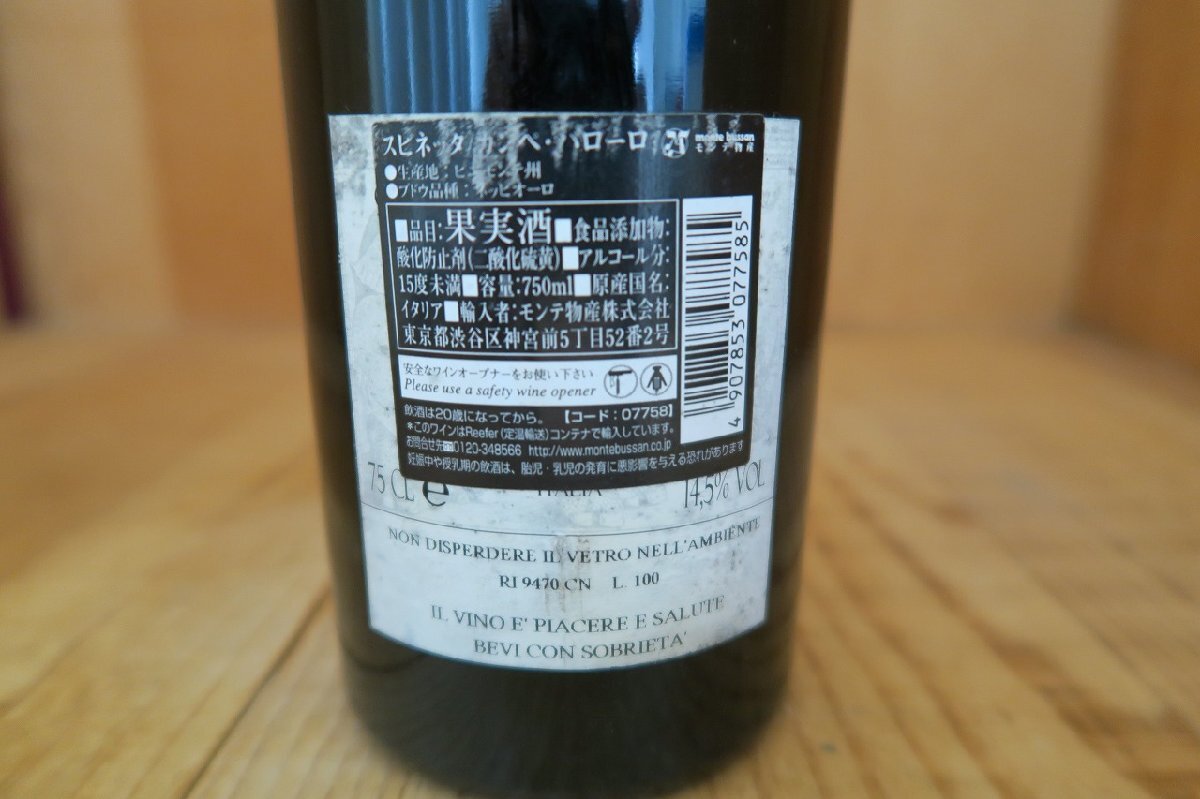 スピネッタ/カンペ・バローロ monte bussan モンテ物産
●生産地:ピエモンテ州
●ブドウ品種:ネッビオーロ
■品目:果実酒■食品添加物:
酸化防止剤(二酸化硫黄)■アルコール分:
15度未満■容量:750ml■原産国名:
イタリア■輸入者:モンテ物産株式会社
東京都渋谷区神宮前5丁目52番2号
4 907853 077585
安全なワインオープナーをお使い下さい
Please use a safety wine opener
飲酒は20歳になってから。【コード:07758】
*このワインはReefer(定温輸送)コンテナで輸入しています。
お問合せ先 0120-348566 http://www.montebussan.co.jp
妊娠中や授乳期の飲酒は、胎児・乳児の発育に悪影響を与える恐れがあります
75 CL e ITALIA 14,5% VOL
NON DISPERDERE IL VETRO NELL'AMBIENTE
RI 9470 CN L. 100
IL VINO E' PIACERE E SALUTE
BEVI CON SOBRIETA'